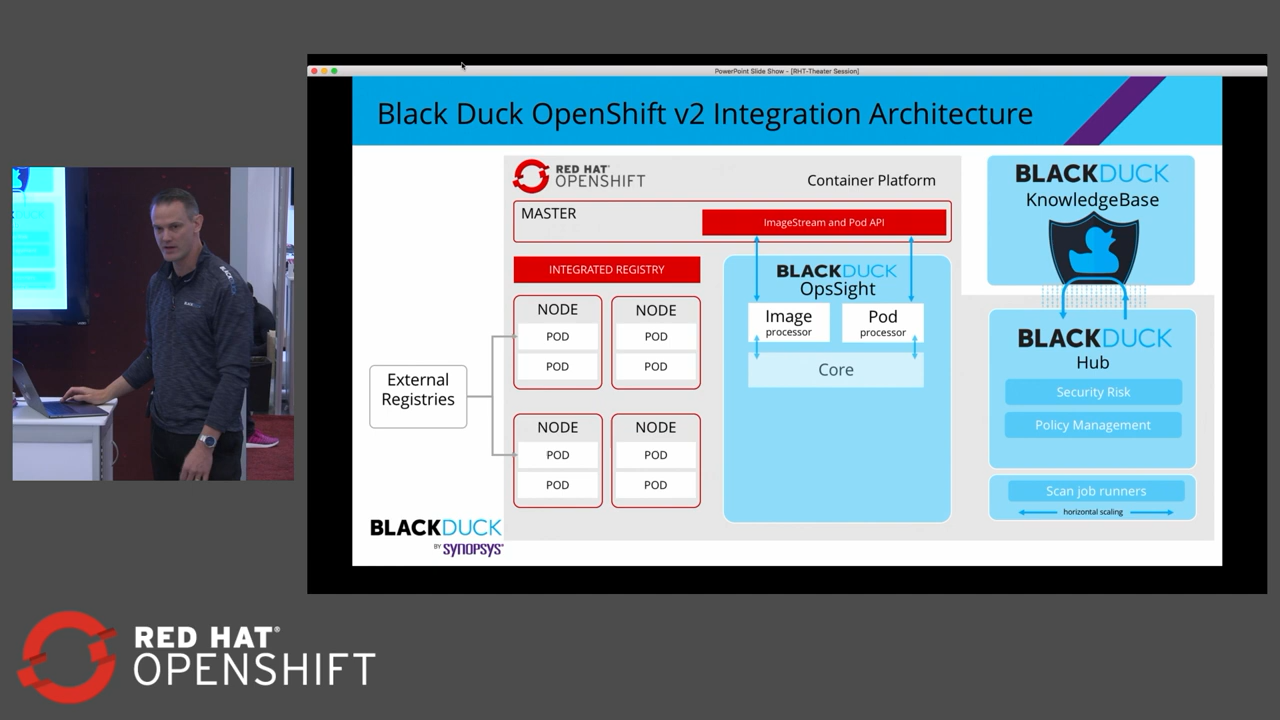 PowerPoint Slide Show - [RHT-Theater Session]
Black Duck OpenShift v2 Integration Architecture
RED HAT®
OPENSHIFT
Container Platform
MASTER
ImageStream and Pod API
INTEGRATED REGISTRY
NODE
POD
POD
NODE
POD
POD
NODE
POD
POD
NODE
POD
POD
External
Registries
BLACKDUCK
OpsSight
Image
processor
Pod
processor
Core
BLACKDUCK
KnowledgeBase
BLACKDUCK
Hub
Security Risk
Policy Management
Scan job runners
horizontal scaling
BLACKDUCK
BY SYNOPSYS®
RED HAT®
OPENSHIFT